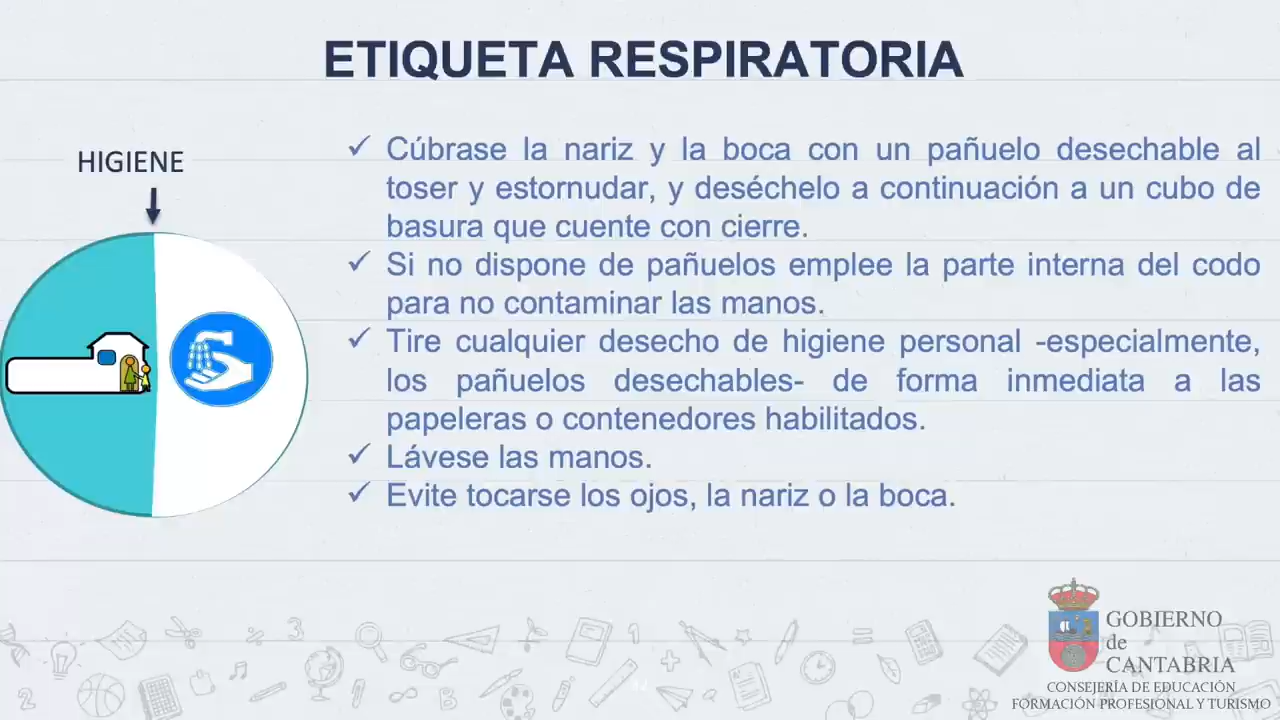 ETIQUETA RESPIRATORIA
HIGIENE
✓ Cúbrase la nariz y la boca con un pañuelo desechable al
toser y estornudar, y deséchelo a continuación a un cubo de
basura que cuente con cierre.
✓ Si no dispone de pañuelos emplee la parte interna del codo
para no contaminar las manos.
✓ Tire cualquier desecho de higiene personal -especialmente,
los pañuelos desechables- de forma inmediata a las
papeleras o contenedores habilitados.
✓ Lávese las manos.
✓ Evite tocarse los ojos, la nariz o la boca.
GOBIERNO
de
CANTABRIA
CONSEJERÍA DE EDUCACIÓN
FORMACIÓN PROFESIONAL Y TURISMO